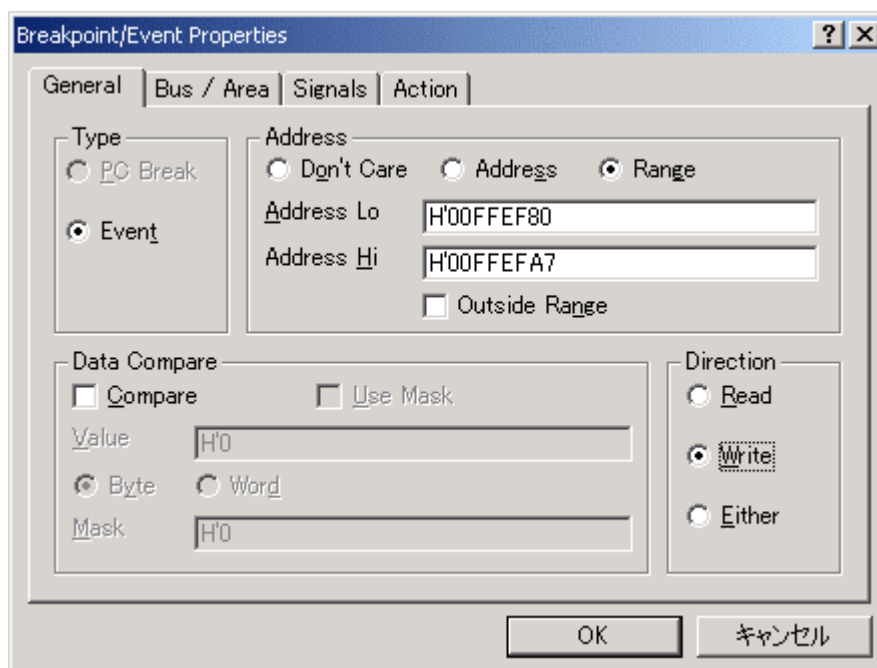 Breakpoint/Event Properties
General Bus / Area Signals Action
Type
PC Break
Event
Address
Don't Care Address Range
Address Lo H'00FFEF80
Address Hi H'00FFEFA7
Outside Range
Data Compare
Compare Use Mask
Value H'0
Byte Word
Mask H'0
Direction
Read
Write
Either
OK キャンセル